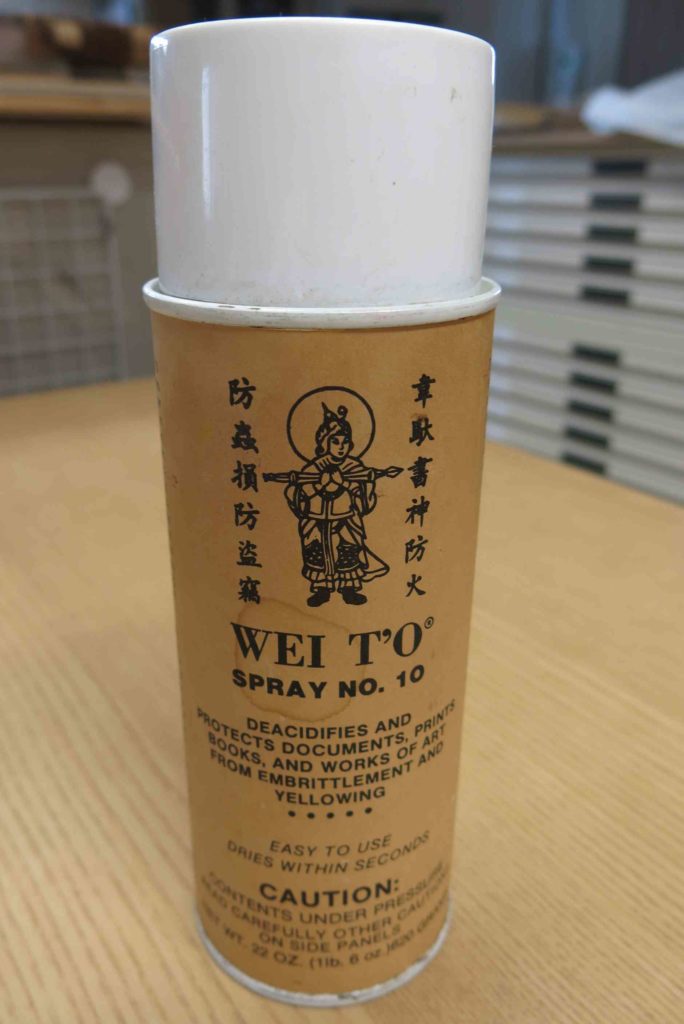 韋馱書神防火
防蟲損防盜竊
WEI T'O®
SPRAY NO. 10
DEACIDIFIES AND
PROTECTS DOCUMENTS, PRINTS
BOOKS, AND WORKS OF ART
FROM EMBRITTLEMENT AND
YELLOWING
• • • • •
EASY TO USE
DRIES WITHIN SECONDS
CAUTION:
CONTENTS UNDER PRESSURE
READ CAREFULLY OTHER CAUTIONS
ON SIDE PANELS
NET WT. 22 OZ. (1lb. 6 oz.)620 GRAMS